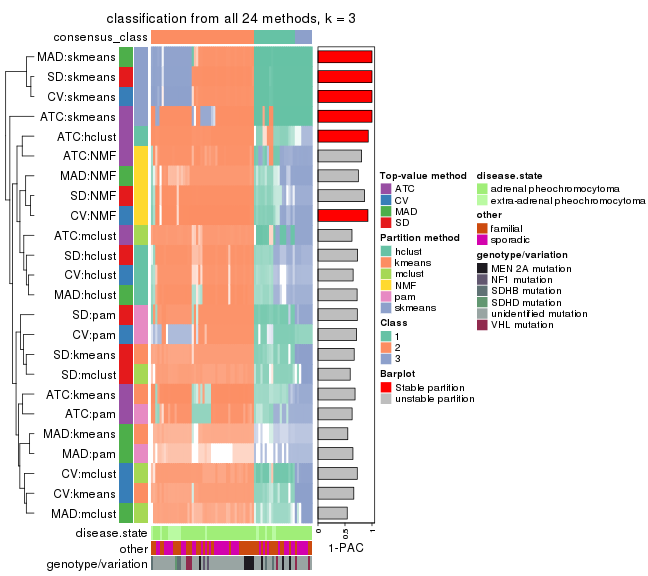 classification from all 24 methods, k = 3
consensus_class
MAD:skmeans
SD:skmeans
CV:skmeans
ATC:skmeans
ATC:hclust
ATC:NMF
MAD:NMF
SD:NMF
CV:NMF
ATC:mclust
SD:hclust
CV:hclust
MAD:hclust
SD:pam
CV:pam
SD:kmeans
SD:mclust
ATC:kmeans
ATC:pam
MAD:kmeans
MAD:pam
CV:mclust
CV:kmeans
MAD:mclust
disease.state
other
genotype/variation
0
0.5
1
1-PAC
Top-value method
ATC
CV
MAD
SD
Partition method
hclust
kmeans
mclust
NMF
pam
skmeans
Class
1
2
3
Barplot
Stable partition
unstable partition
disease.state
adrenal pheochromocytoma
extra-adrenal pheochromocytoma
other
familial
sporadic
genotype/variation
MEN 2A mutation
NF1 mutation
SDHB mutation
SDHD mutation
unidentified mutation
VHL mutation